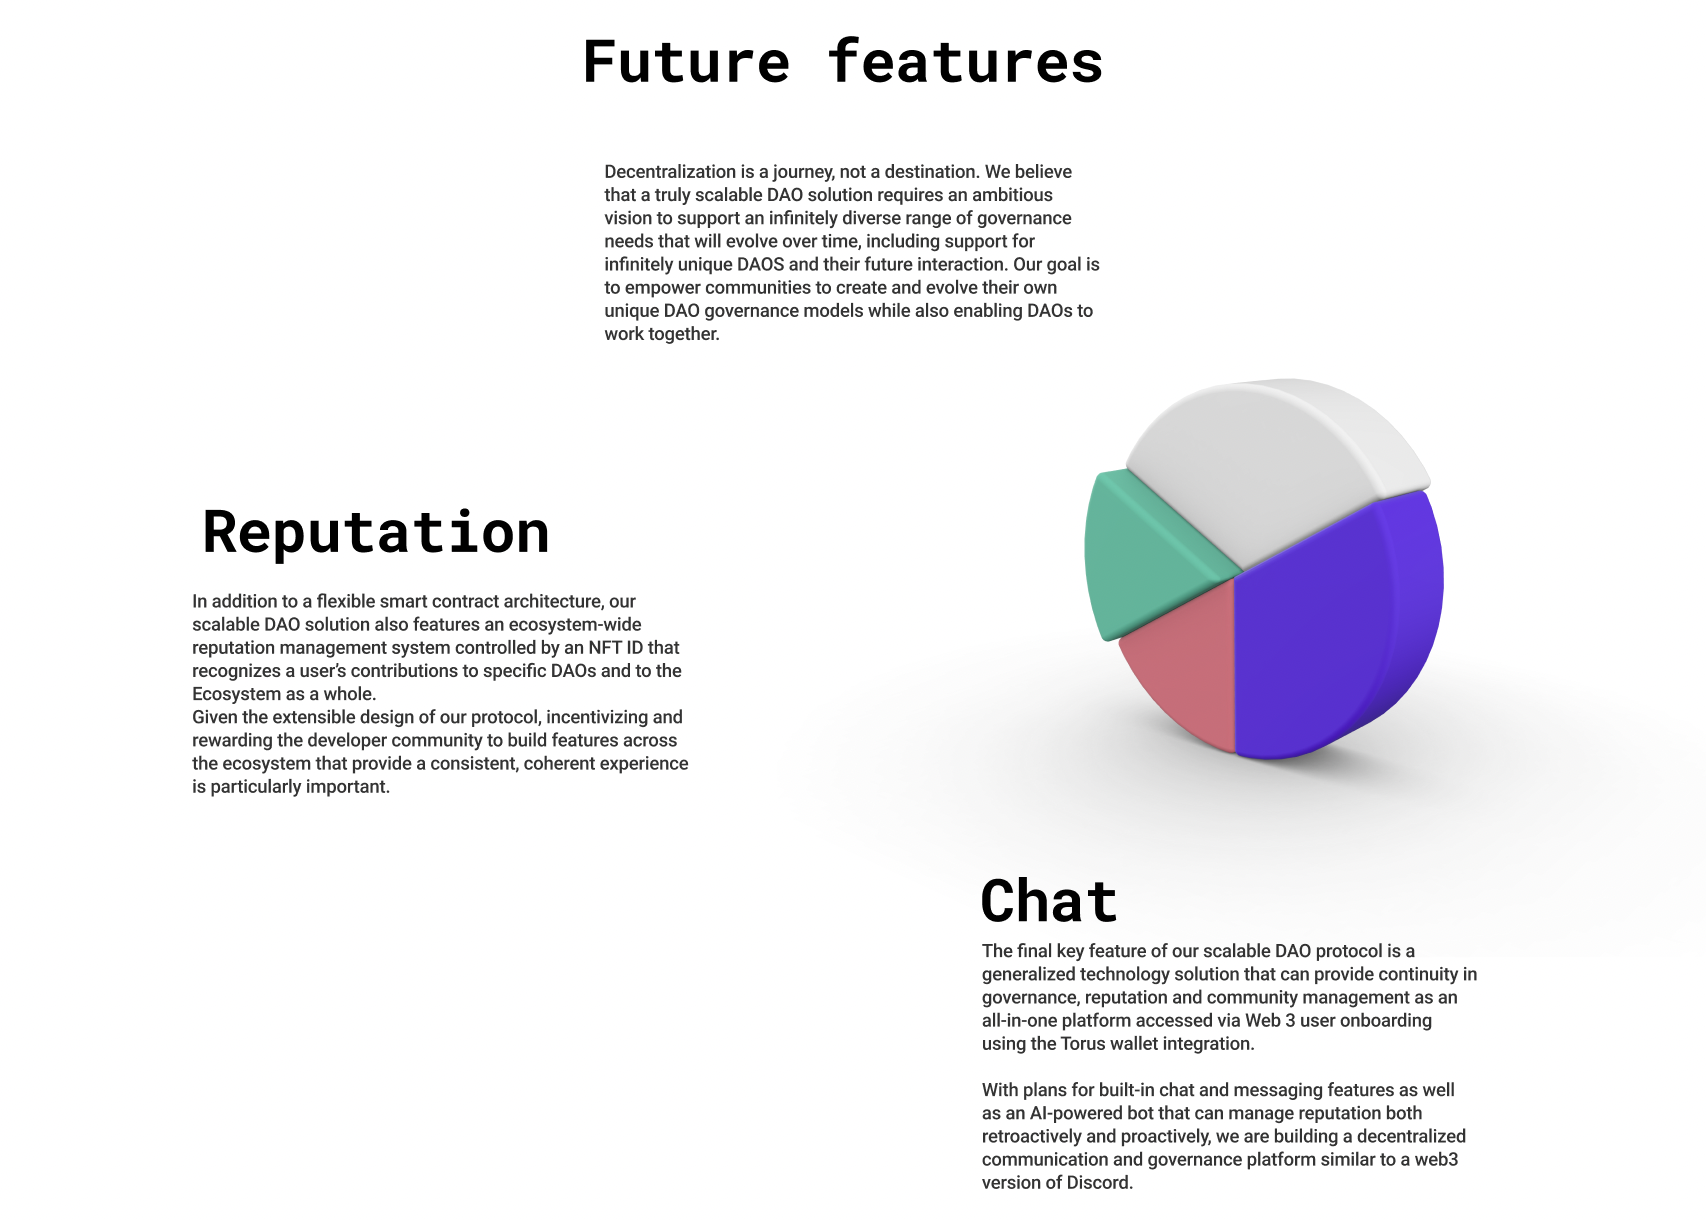 Future features
Decentralization is a journey, not a destination. We believe
that a truly scalable DAO solution requires an ambitious
vision to support an infinitely diverse range of governance
needs that will evolve over time, including support for
infinitely unique DAOS and their future interaction. Our goal is
to empower communities to create and evolve their own
unique DAO governance models while also enabling DAOs to
work together.
Reputation
In addition to a flexible smart contract architecture, our
scalable DAO solution also features an ecosystem-wide
reputation management system controlled by an NFT ID that
recognizes a user’s contributions to specific DAOs and to the
Ecosystem as a whole.
Given the extensible design of our protocol, incentivizing and
rewarding the developer community to build features across
the ecosystem that provide a consistent, coherent experience
is particularly important.
Chat
The final key feature of our scalable DAO protocol is a
generalized technology solution that can provide continuity in
governance, reputation and community management as an
all-in-one platform accessed via Web 3 user onboarding
using the Torus wallet integration.
With plans for built-in chat and messaging features as well
as an AI-powered bot that can manage reputation both
retroactively and proactively, we are building a decentralized
communication and governance platform similar to a web3
version of Discord.